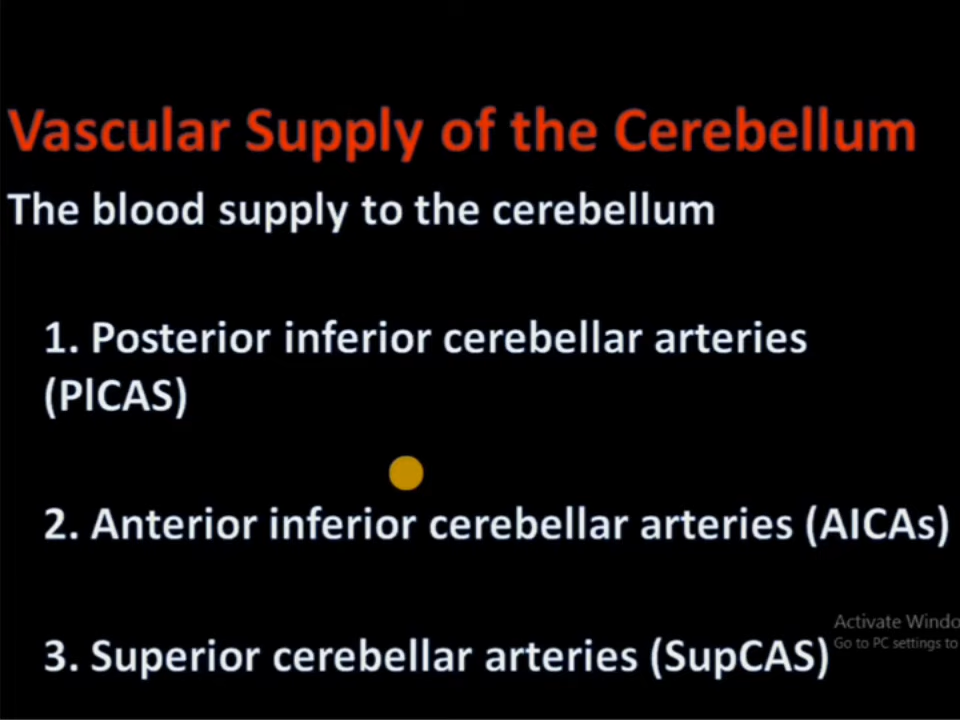 Vascular Supply of the Cerebellum
The blood supply to the cerebellum
1. Posterior inferior cerebellar arteries
(PlCAS)
2. Anterior inferior cerebellar arteries (AICAs)
3. Superior cerebellar arteries (SupCAS)
Activate Windo
Go to PC settings to